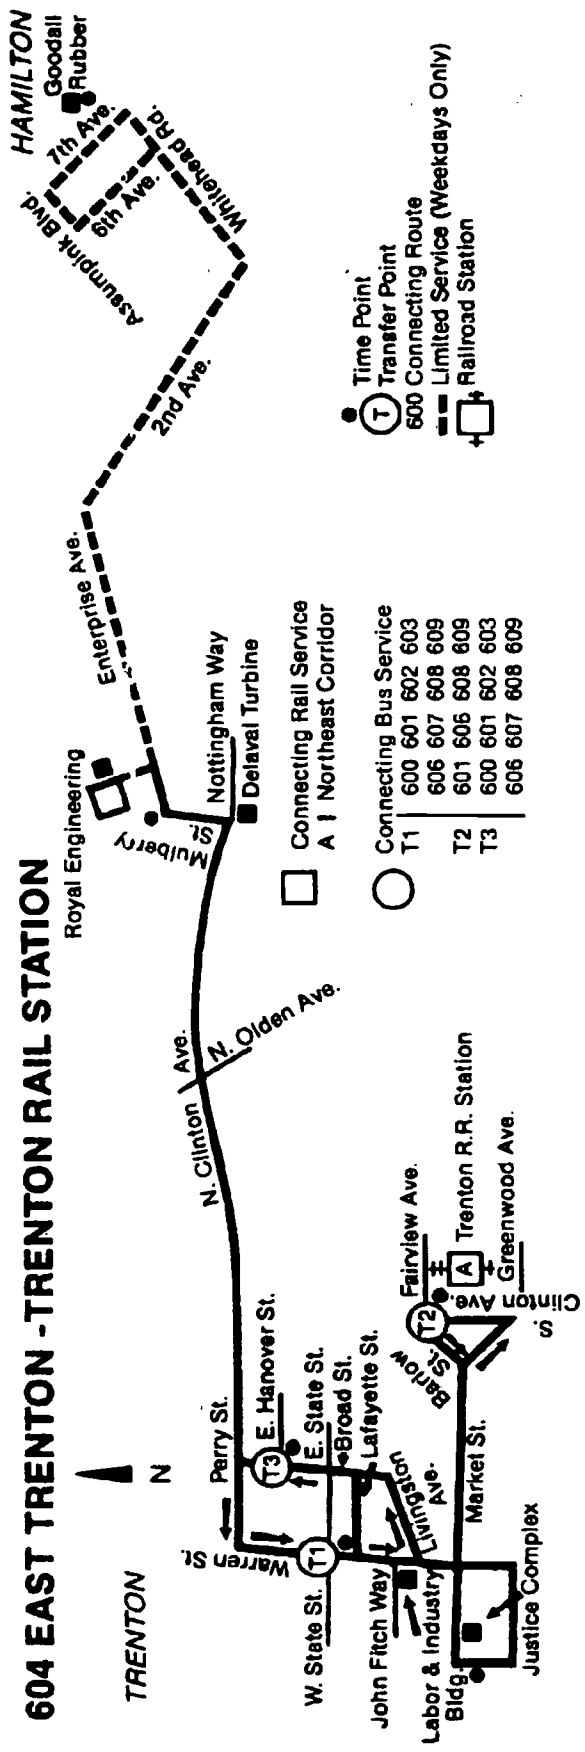 604 EAST TRENTON - TRENTON RAIL STATION
TRENTON
N
HAMILTON
Goodall
Rubber
7th Ave.
6th Ave.
Assumpink Blvd.
Whitehead Rd.
2nd Ave.
Enterprise Ave.
Royal Engineering
Mulberry
St.
Nottingham Way
Delaval Turbine
N. Clinton Ave.
N. Olden Ave.
Perry St.
Warren St.
T3
E. Hanover St.
T1
W. State St.
E. State St.
Broad St.
Lafayette St.
John Fitch Way
Livingston
Ave.
Labor & Industry
Bldg.
Market St.
Justice Complex
Barlow
St.
T2
Fairview Ave.
A
Trenton R.R. Station
Greenwood Ave.
S. Clinton Ave.
Connecting Rail Service
A | Northeast Corridor
Connecting Bus Service
T1 600 601 602 603
606 607 608 609
T2 601 606 608 609
T3 600 601 602 603
606 607 608 609
Time Point
T Transfer Point
600 Connecting Route
Limited Service (Weekdays Only)
Railroad Station